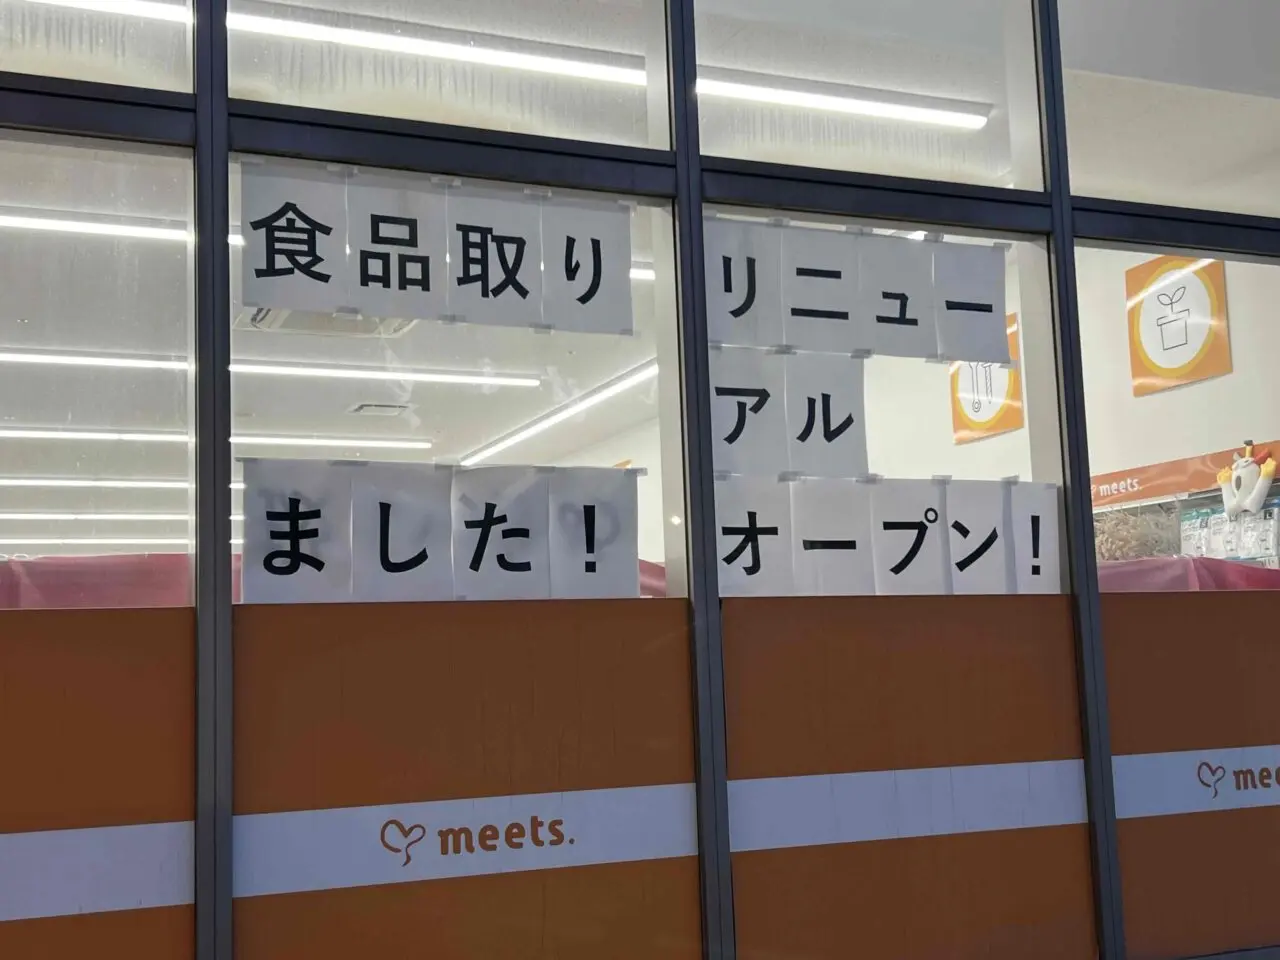 食品取り
ました！
リニュー
アル
オープン！
meets.
meets.